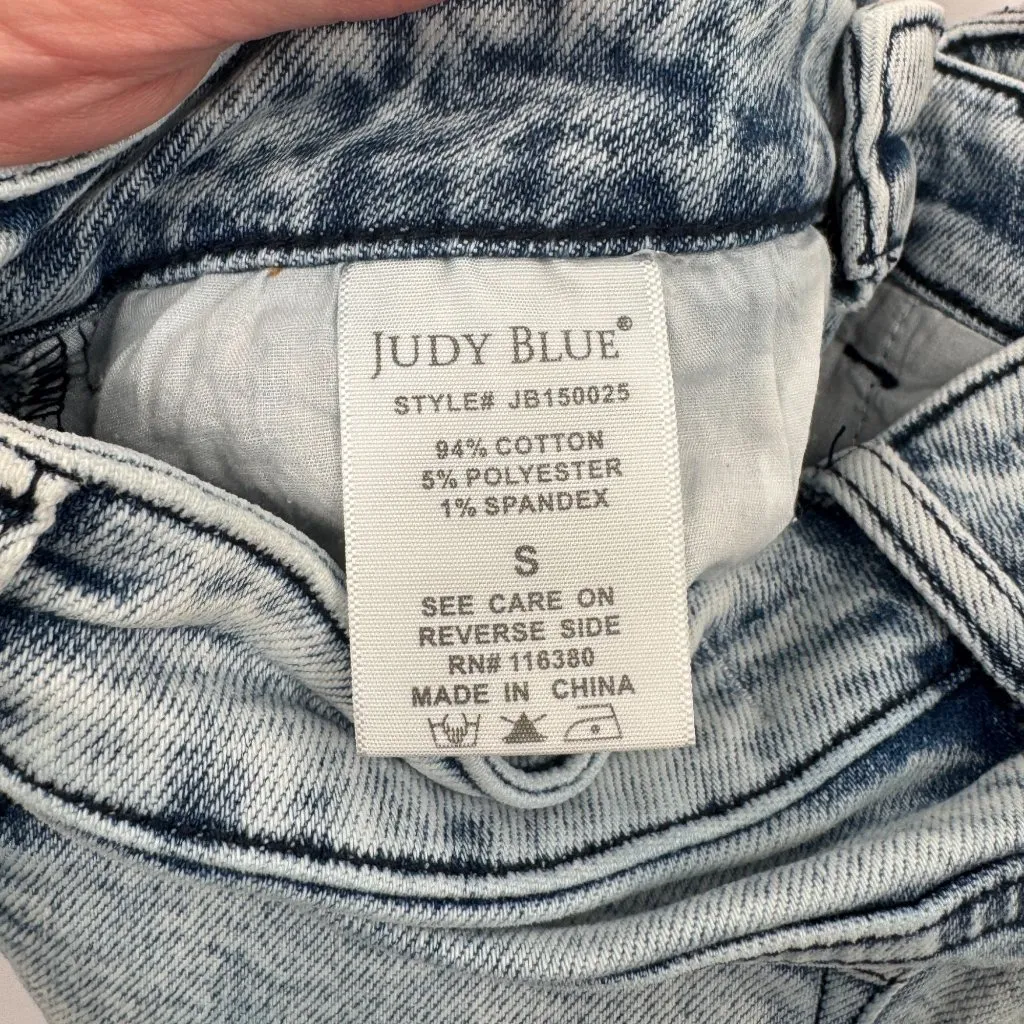 JUDY BLUE®
STYLE# JB150025
94% COTTON
5% POLYESTER
1% SPANDEX
S
SEE CARE ON
REVERSE SIDE
RN# 116380
MADE IN CHINA